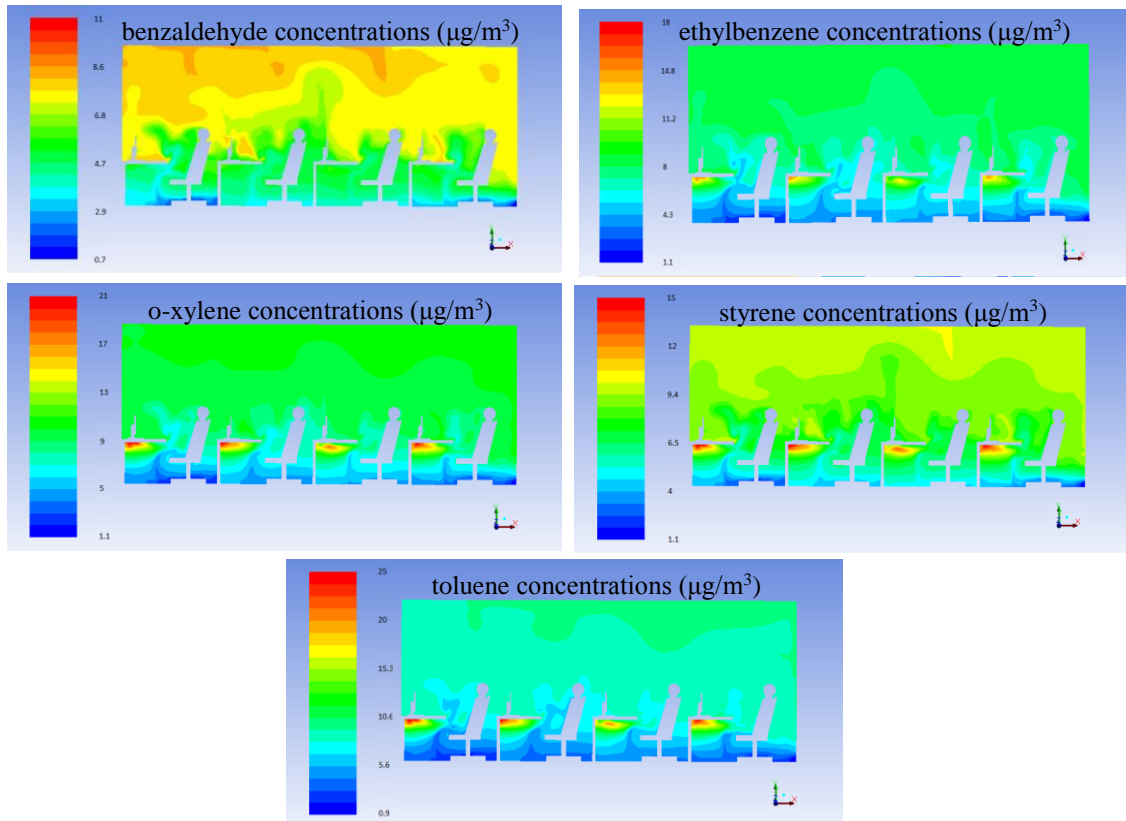 benzaldehyde concentrations (μg/m³)
11
8.5
6.8
4.7
2.9
0.7
Y
X
ethylbenzene concentrations (μg/m³)
18
14.8
11.2
8
4.3
1.1
X
o-xylene concentrations (μg/m³)
21
17
13
9
5
1.1
X
styrene concentrations (μg/m³)
15
12
9.4
6.5
4
1.1
X
toluene concentrations (μg/m³)
25
20
15.3
10.6
5.6
0.9
X